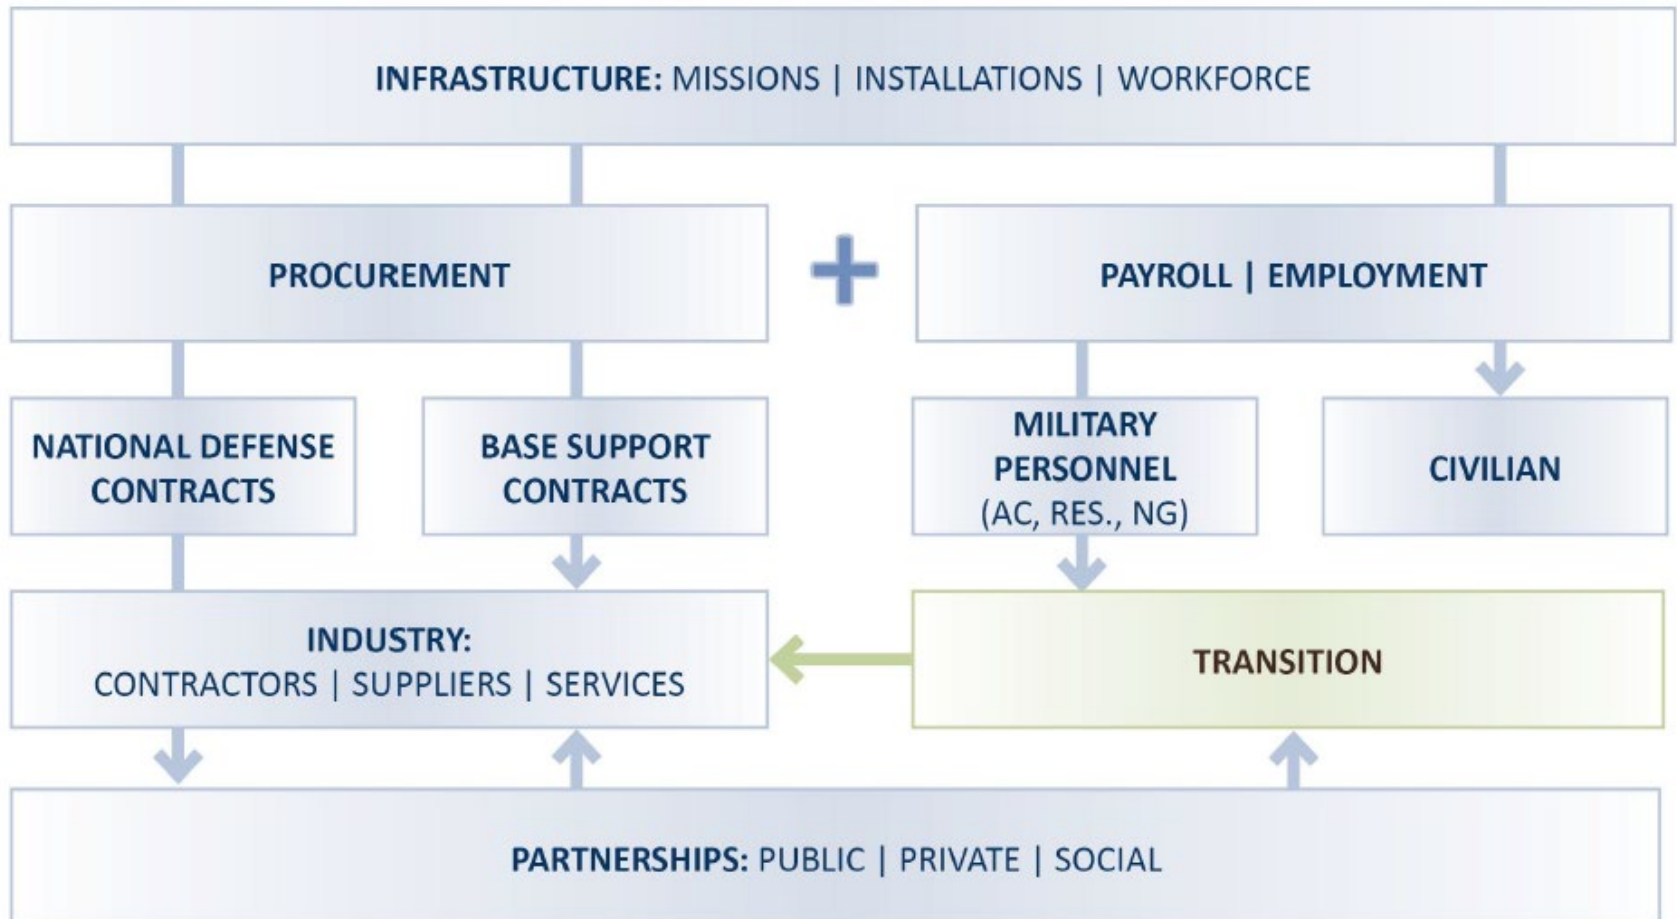 INFRASTRUCTURE: MISSIONS | INSTALLATIONS | WORKFORCE
PROCUREMENT
+
PAYROLL | EMPLOYMENT
NATIONAL DEFENSE
CONTRACTS
BASE SUPPORT
CONTRACTS
MILITARY
PERSONNEL
(AC, RES., NG)
CIVILIAN
INDUSTRY:
CONTRACTORS | SUPPLIERS | SERVICES
TRANSITION
PARTNERSHIPS: PUBLIC | PRIVATE | SOCIAL